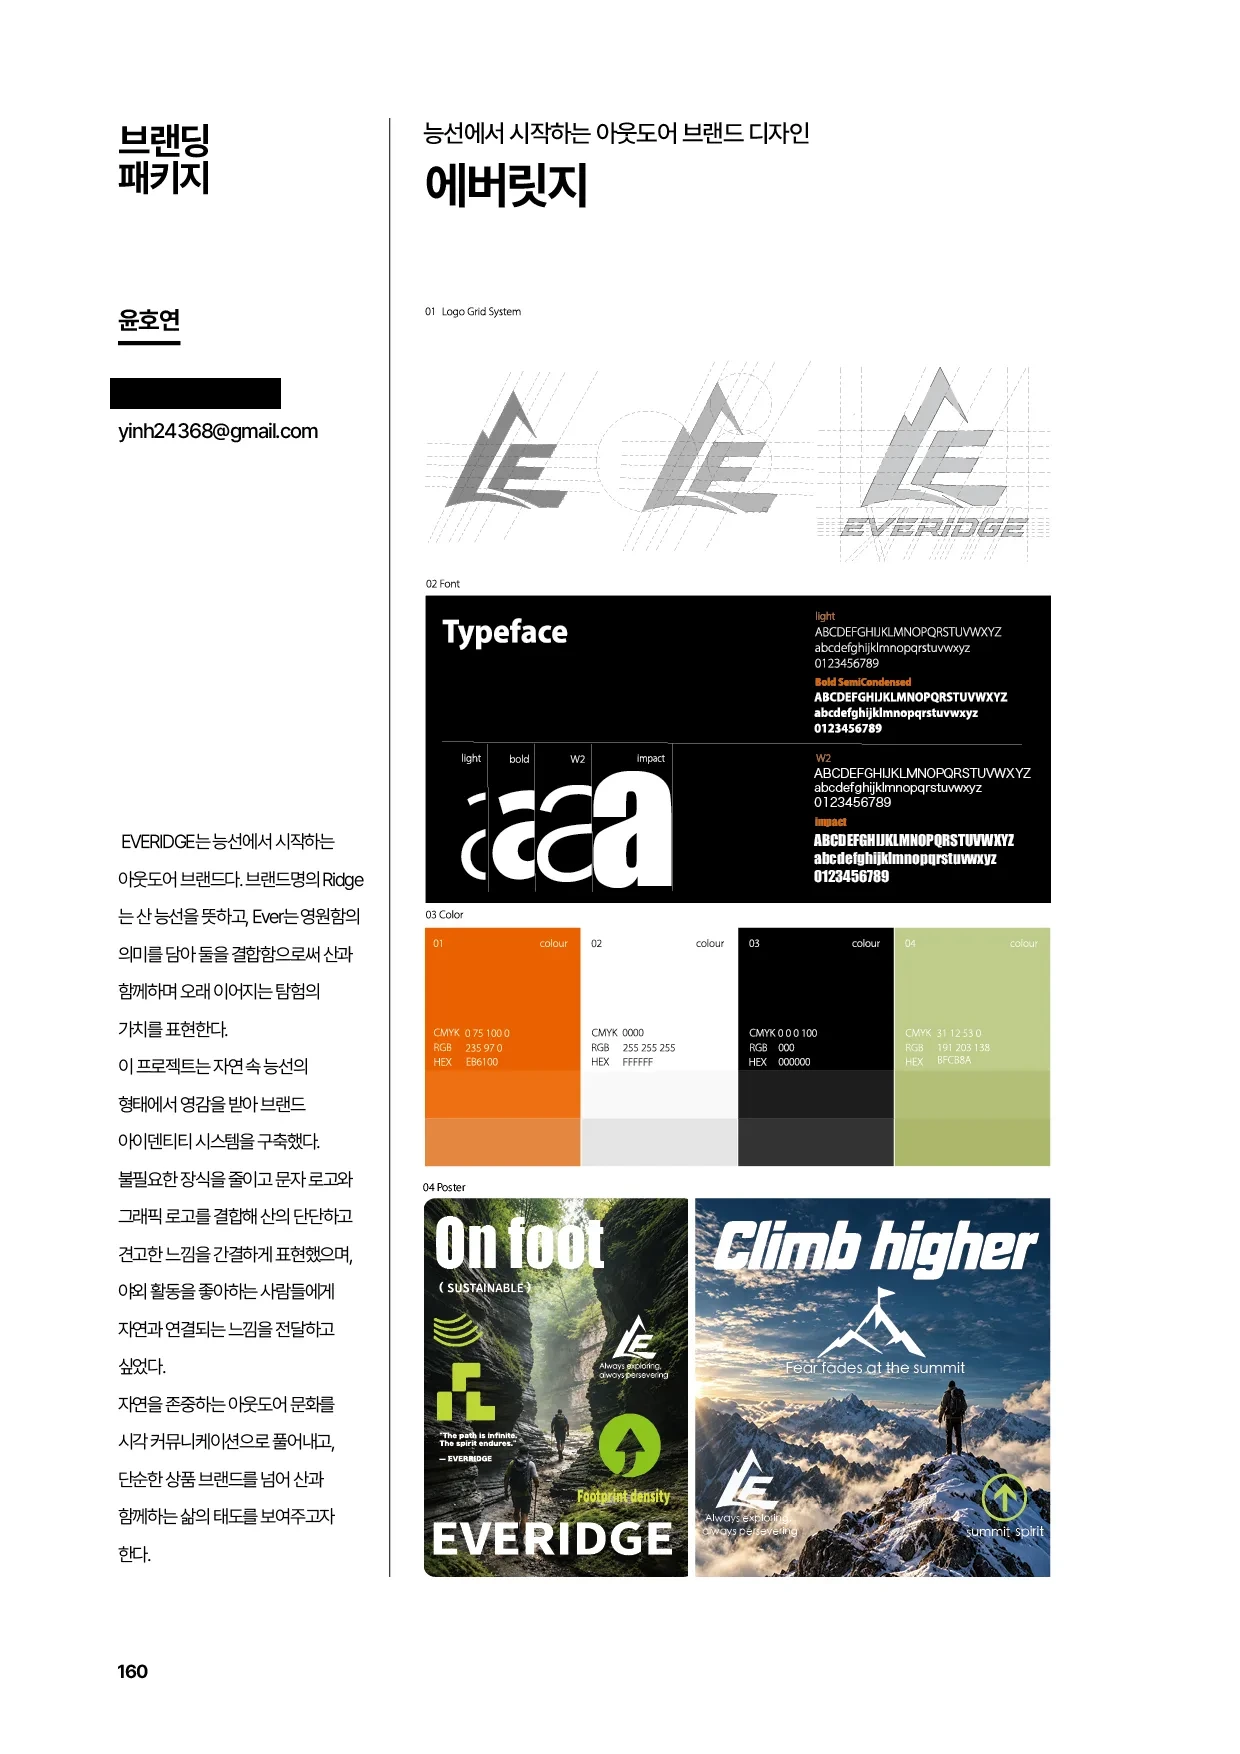 브랜딩
패키지
능선에서 시작하는 아웃도어 브랜드 디자인
에버릿지
윤호연
yinh24368@gmail.com
EVERIDGE는 능선에서 시작하는
아웃도어 브랜드다. 브랜드명의 Ridge
는 산 능선을 뜻하고, Ever는 영원함의
의미를 담아 둘을 결합함으로써 산과
함께하며 오래 이어지는 탐험의
가치를 표현한다.
이 프로젝트는 자연 속 능선의
형태에서 영감을 받아 브랜드
아이덴티티 시스템을 구축했다.
불필요한 장식을 줄이고 문자 로고와
그래픽 로고를 결합해 산의 단단하고
견고한 느낌을 간결하게 표현했으며,
야외 활동을 좋아하는 사람들에게
자연과 연결되는 느낌을 전달하고
싶었다.
자연을 존중하는 아웃도어 문화를
시각 커뮤니케이션으로 풀어내고,
단순한 상품 브랜드를 넘어 산과
함께하는 삶의 태도를 보여주고자
한다.
160
01 Logo Grid System
EVERIDGE
02 Font
Typeface
light
ABCDEFGHIJKLMNOPQRSTUVWXYZ
abcdefghijklmnopqrstuvwxyz
0123456789
Bold SemiCondensed
ABCDEFGHIJKLMNOPQRSTUVWXYZ
abcdefghijklmnopqrstuvwxyz
0123456789
light bold W2 impact
a a a a
W2
ABCDEFGHIJKLMNOPQRSTUVWXYZ
abcdefghijklmnopqrstuvwxyz
0123456789
impact
ABCDEFGHIJKLMNOPQRSTUVWXYZ
abcdefghijklmnopqrstuvwxyz
0123456789
03 Color
01 colour
CMYK 0 75 100 0
RGB 235 97 0
HEX EB6100
02 colour
CMYK 0000
RGB 255 255 255
HEX FFFFFF
03 colour
CMYK 0 0 0 100
RGB 000
HEX 000000
04 colour
CMYK 31 12 53 0
RGB 191 203 138
HEX BFCB8A
04 Poster
On foot
( SUSTAINABLE )
LE
Always exploring,
always persevering
"The path is infinite.
The spirit endures."
— EVERRIDGE
Footprint density
EVERIDGE
Climb higher
Fear fades at the summit
LE
Always exploring,
always persevering
summit spirit